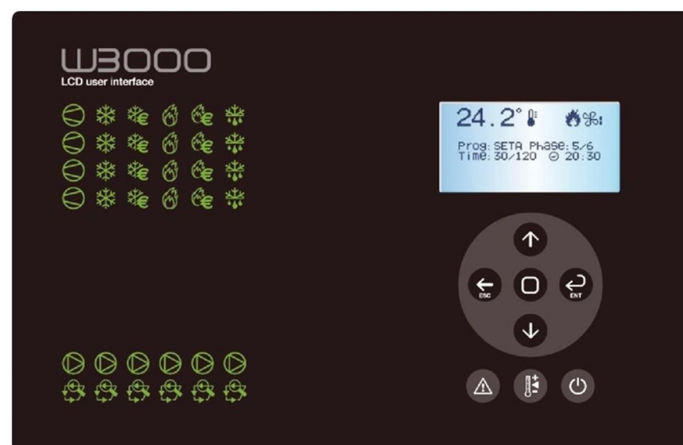 W3000
LCD user interface
24.2°
Prog: SETA Phase: 5/6
Time: 30/120 20:30
ESC
ENT